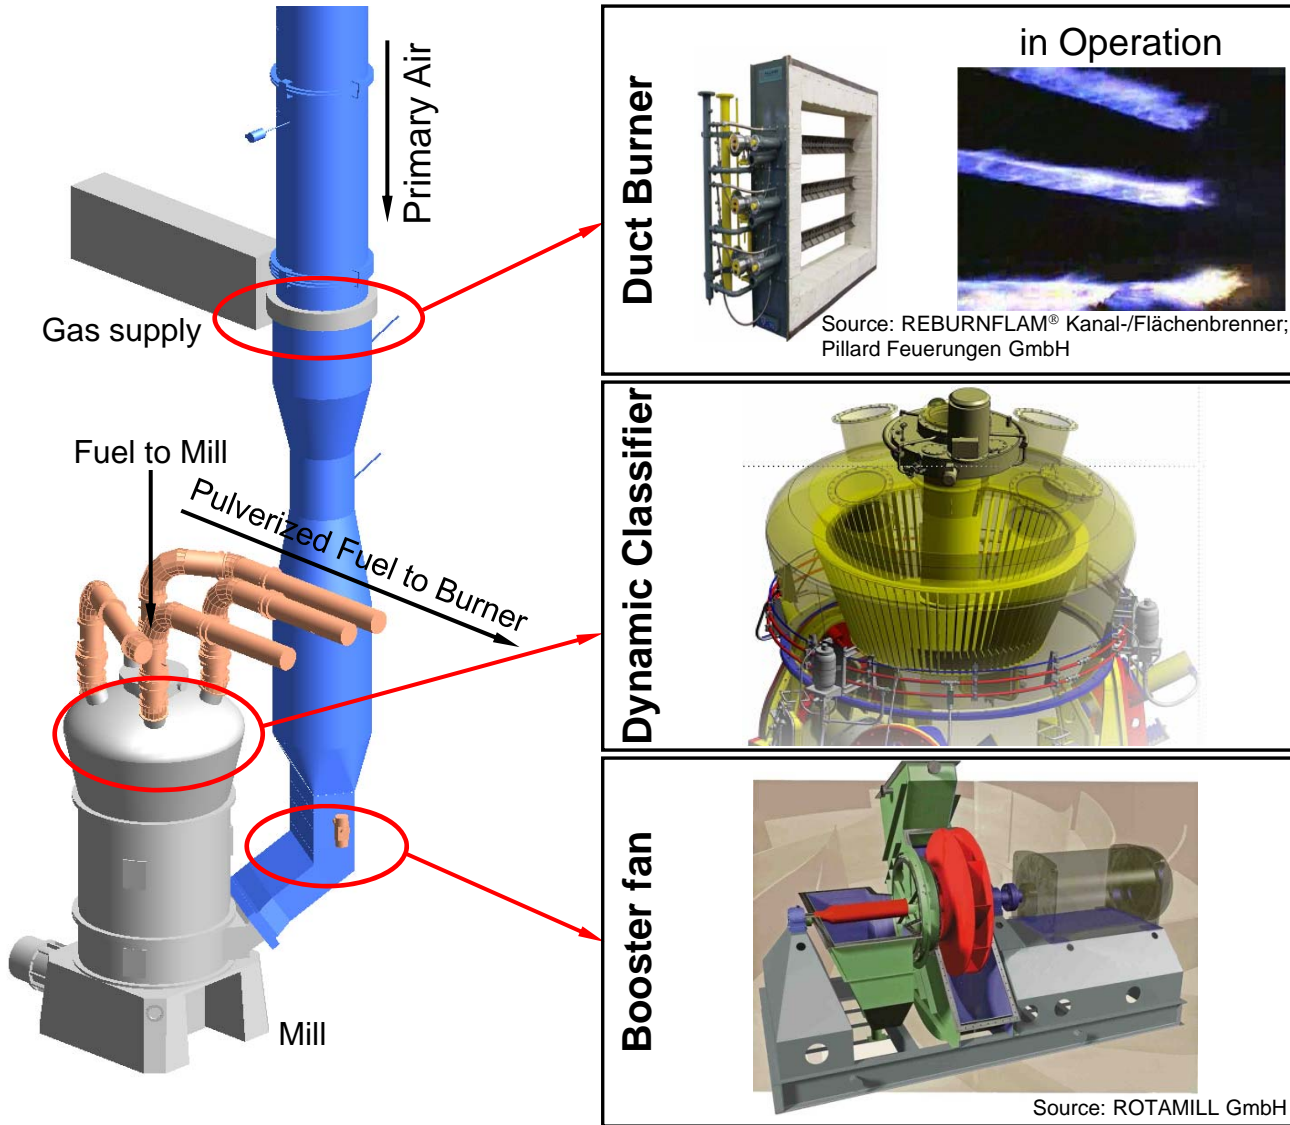 Primary Air
Gas supply
Fuel to Mill
Pulverized Fuel to Burner
Mill
Duct Burner
in Operation
Source: REBURNFLAM® Kanal-/Flächenbrenner;
Pillard Feuerungen GmbH
Dynamic Classifier
Booster fan
Source: ROTAMILL GmbH